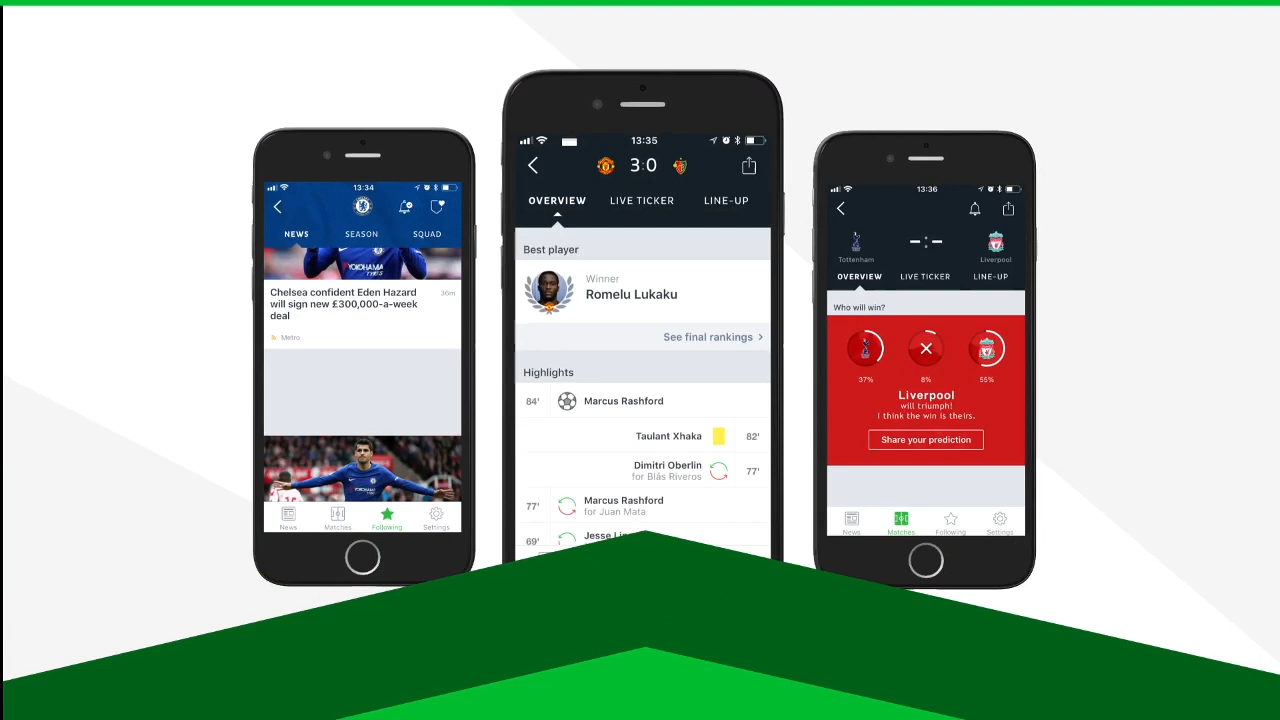 13:34
NEWS
SEASON
SQUAD
YOKOHAMA
TYRES
Chelsea confident Eden Hazard
will sign new £300,000-a-week
deal
36m
Metro
YOKOHAMA
News
Matches
Following
Settings
13:35
3:0
OVERVIEW
LIVE TICKER
LINE-UP
Best player
Winner
Romelu Lukaku
See final rankings
Highlights
84'
Marcus Rashford
Taulant Xhaka
82'
Dimitri Oberlin
for Blás Riveros
77'
77'
Marcus Rashford
for Juan Mata
69'
Jesse
13:36
-:-
Tottenham
Liverpool
OVERVIEW
LIVE TICKER
LINE-UP
Who will win?
37%
8%
55%
Liverpool
will triumph!
I think the win is theirs.
Share your prediction
News
Matches
Following
Settings